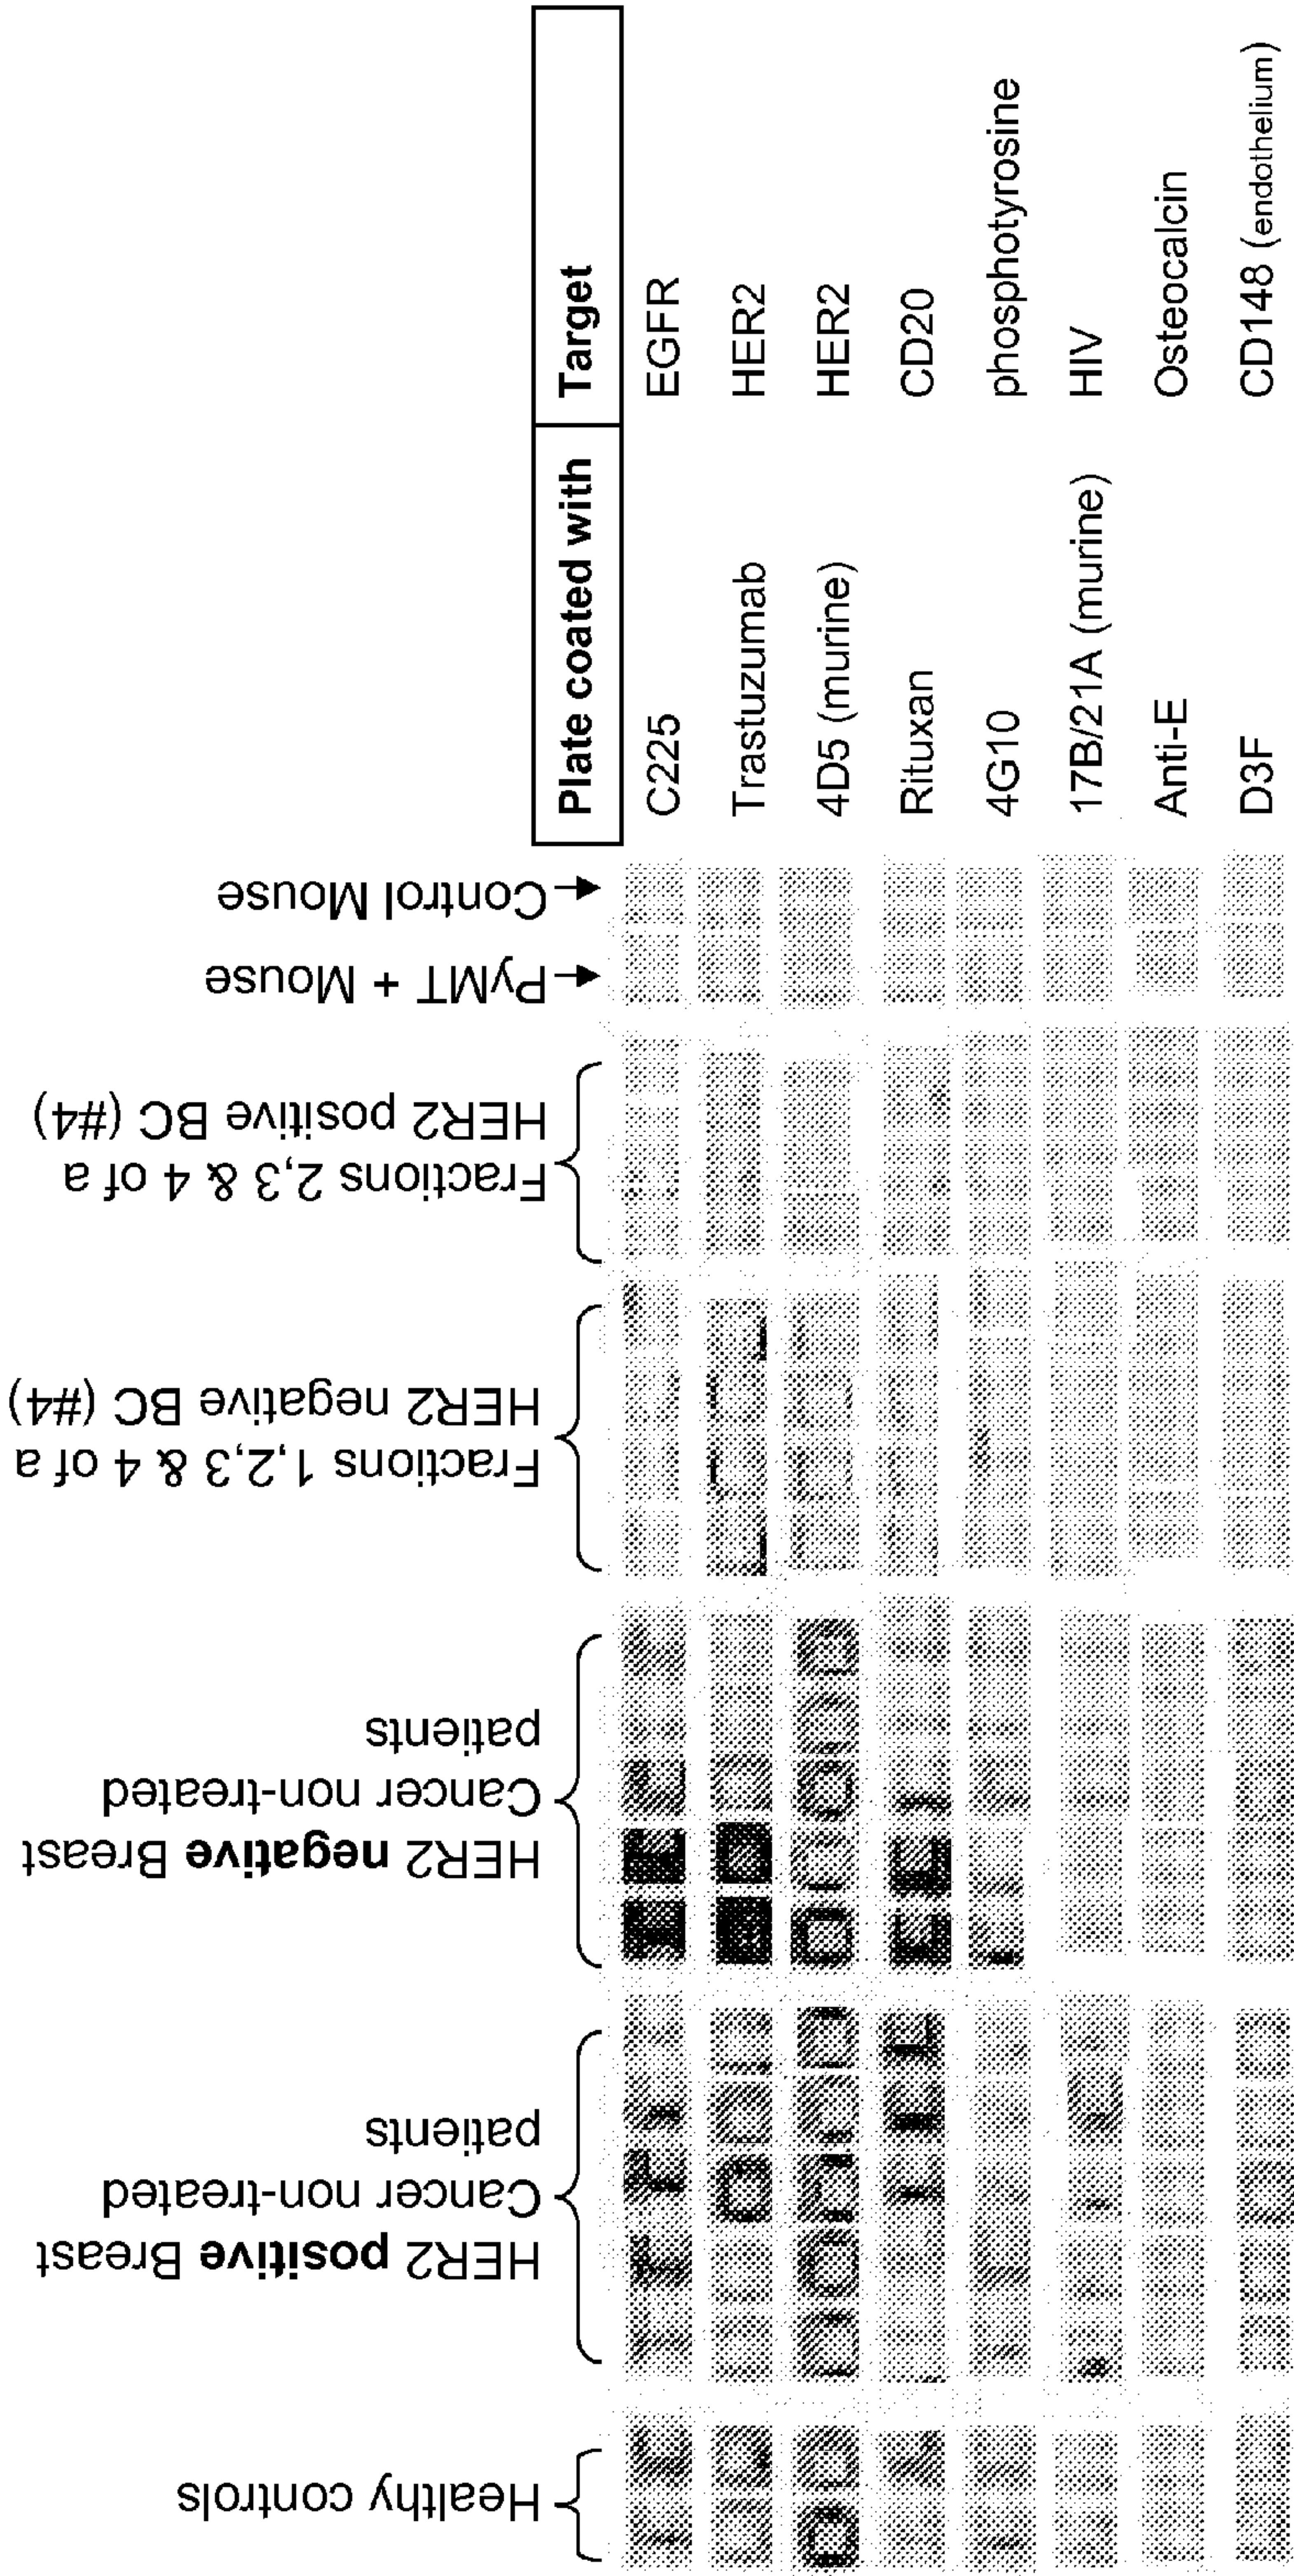 Healthy controls
HER2 positive Breast
Cancer non-treated
patients
HER2 negative Breast
Cancer non-treated
patients
Fractions 1,2,3 & 4 of a
HER2 negative BC (#4)
Fractions 2,3 & 4 of a
HER2 positive BC (#4)
PyMT + Mouse
Control Mouse
Plate coated with Target
C225 EGFR
Trastuzumab HER2
4D5 (murine) HER2
Rituxan CD20
4G10 phosphotyrosine
17B/21A (murine) HIV
Anti-E Osteocalcin
D3F CD148 (endothelium)